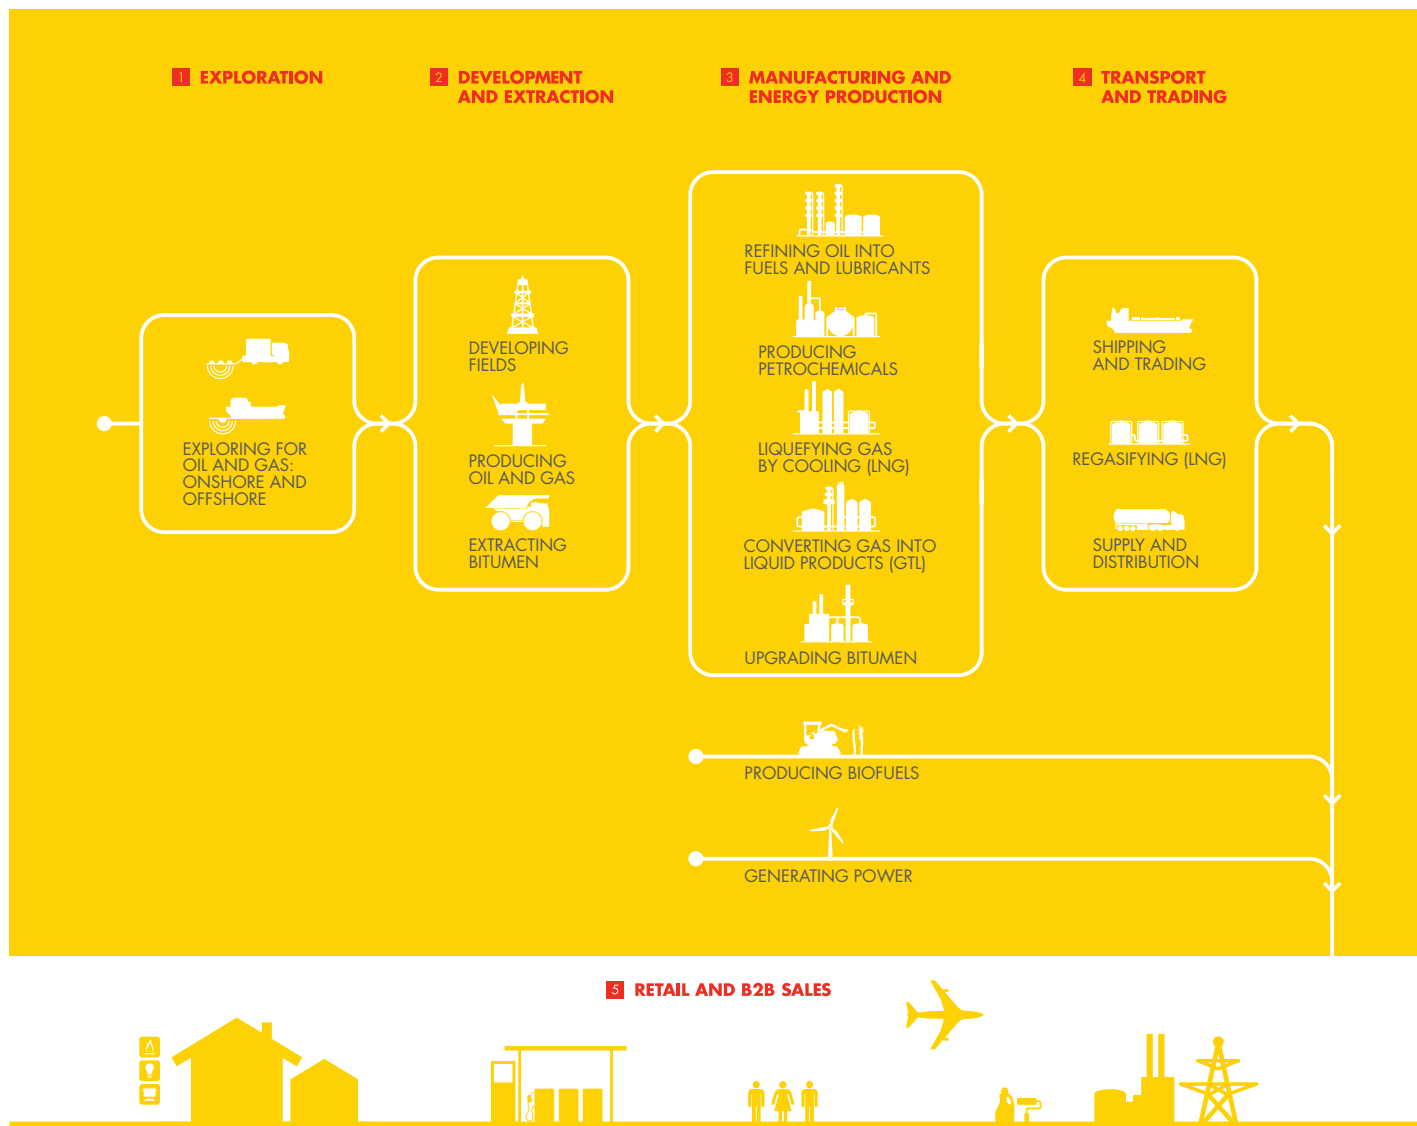 1 EXPLORATION
2 DEVELOPMENT
AND EXTRACTION
3 MANUFACTURING AND
ENERGY PRODUCTION
4 TRANSPORT
AND TRADING
EXPLORING FOR
OIL AND GAS:
ONSHORE AND
OFFSHORE
DEVELOPING
FIELDS
PRODUCING
OIL AND GAS
EXTRACTING
BITUMEN
REFINING OIL INTO
FUELS AND LUBRICANTS
PRODUCING
PETROCHEMICALS
LIQUEFYING GAS
BY COOLING (LNG)
CONVERTING GAS INTO
LIQUID PRODUCTS (GTL)
UPGRADING BITUMEN
SHIPPING
AND TRADING
REGASIFYING (LNG)
SUPPLY AND
DISTRIBUTION
PRODUCING BIOFUELS
GENERATING POWER
5 RETAIL AND B2B SALES